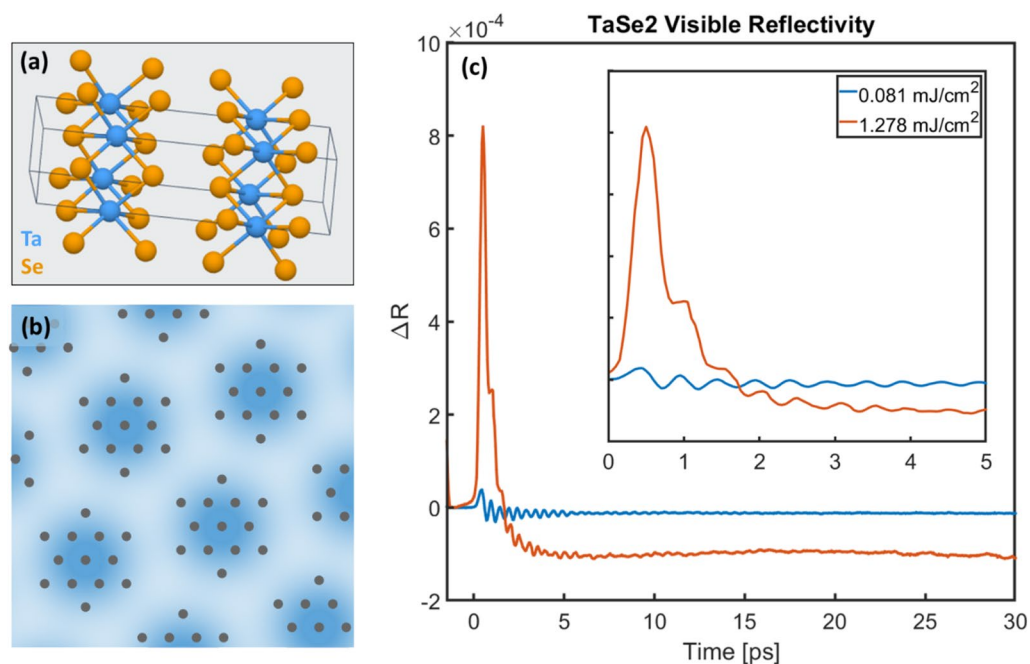 (a)
Ta
Se
(b)
TaSe2 Visible Reflectivity
×10⁻⁴
(c)
10
8
6
4
2
0
-2
ΔR
0.081 mJ/cm²
1.278 mJ/cm²
0 1 2 3 4 5
0 5 10 15 20 25 30
Time [ps]